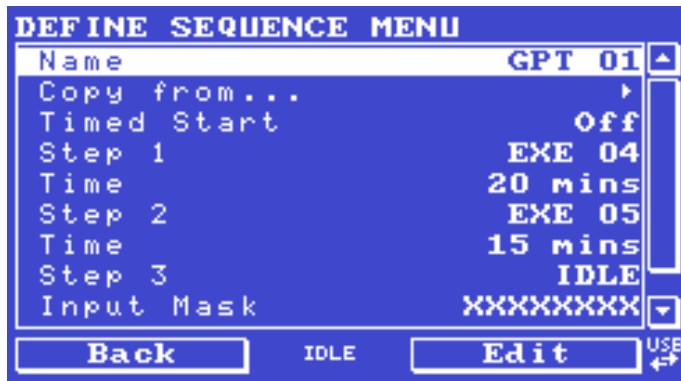 DEFINE SEQUENCE MENU
Name GPT 01
Copy from...
Timed Start Off
Step 1 EXE 04
Time 20 mins
Step 2 EXE 05
Time 15 mins
Step 3 IDLE
Input Mask XXXXXXXX
Back IDLE Edit USB